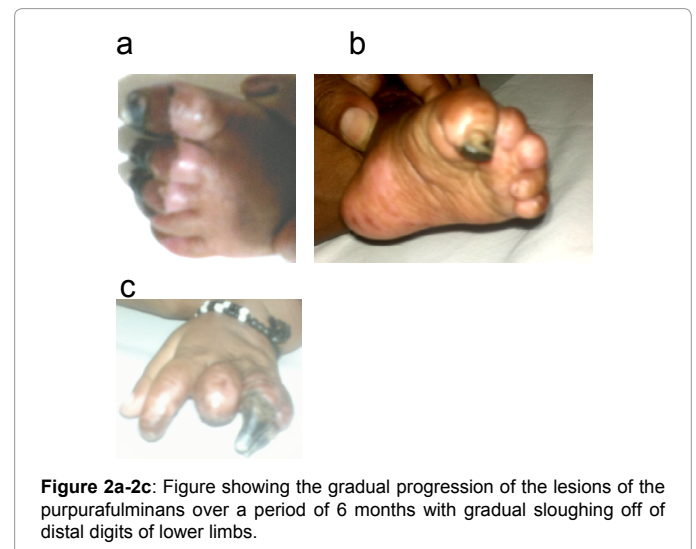 a
b
c
Figure 2a-2c: Figure showing the gradual progression of the lesions of the
purpurafulminans over a period of 6 months with gradual sloughing off of
distal digits of lower limbs.